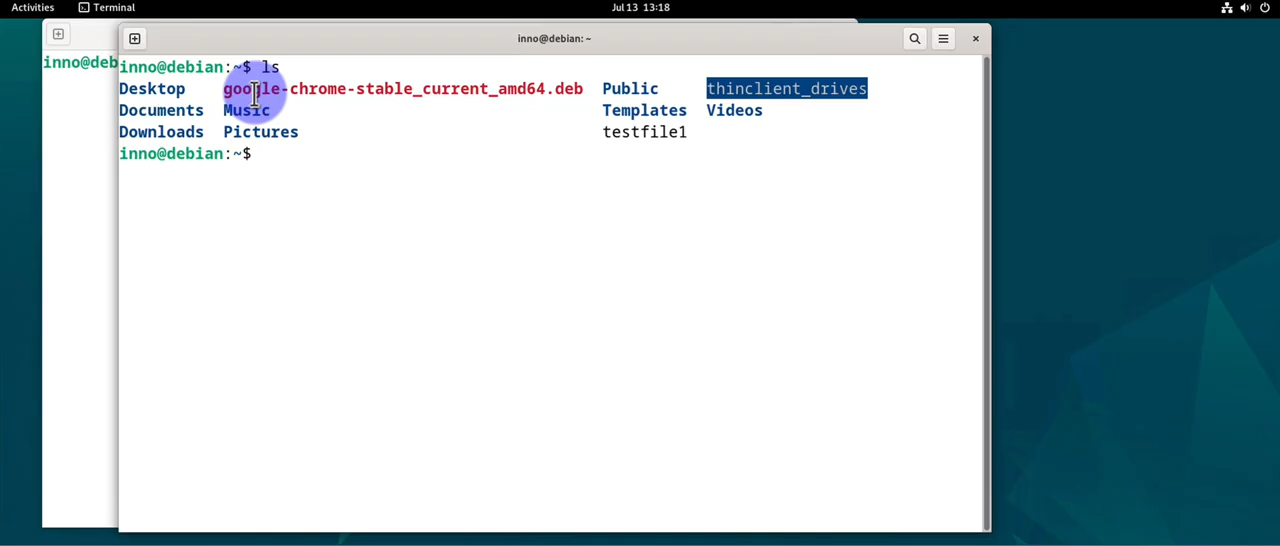 Activities Terminal Jul 13 13:18
inno@debian: ~
inno@deb
inno@debian:~$ ls
Desktop google-chrome-stable_current_amd64.deb Public thinclient_drives
Documents Music Templates Videos
Downloads Pictures testfile1
inno@debian:~$